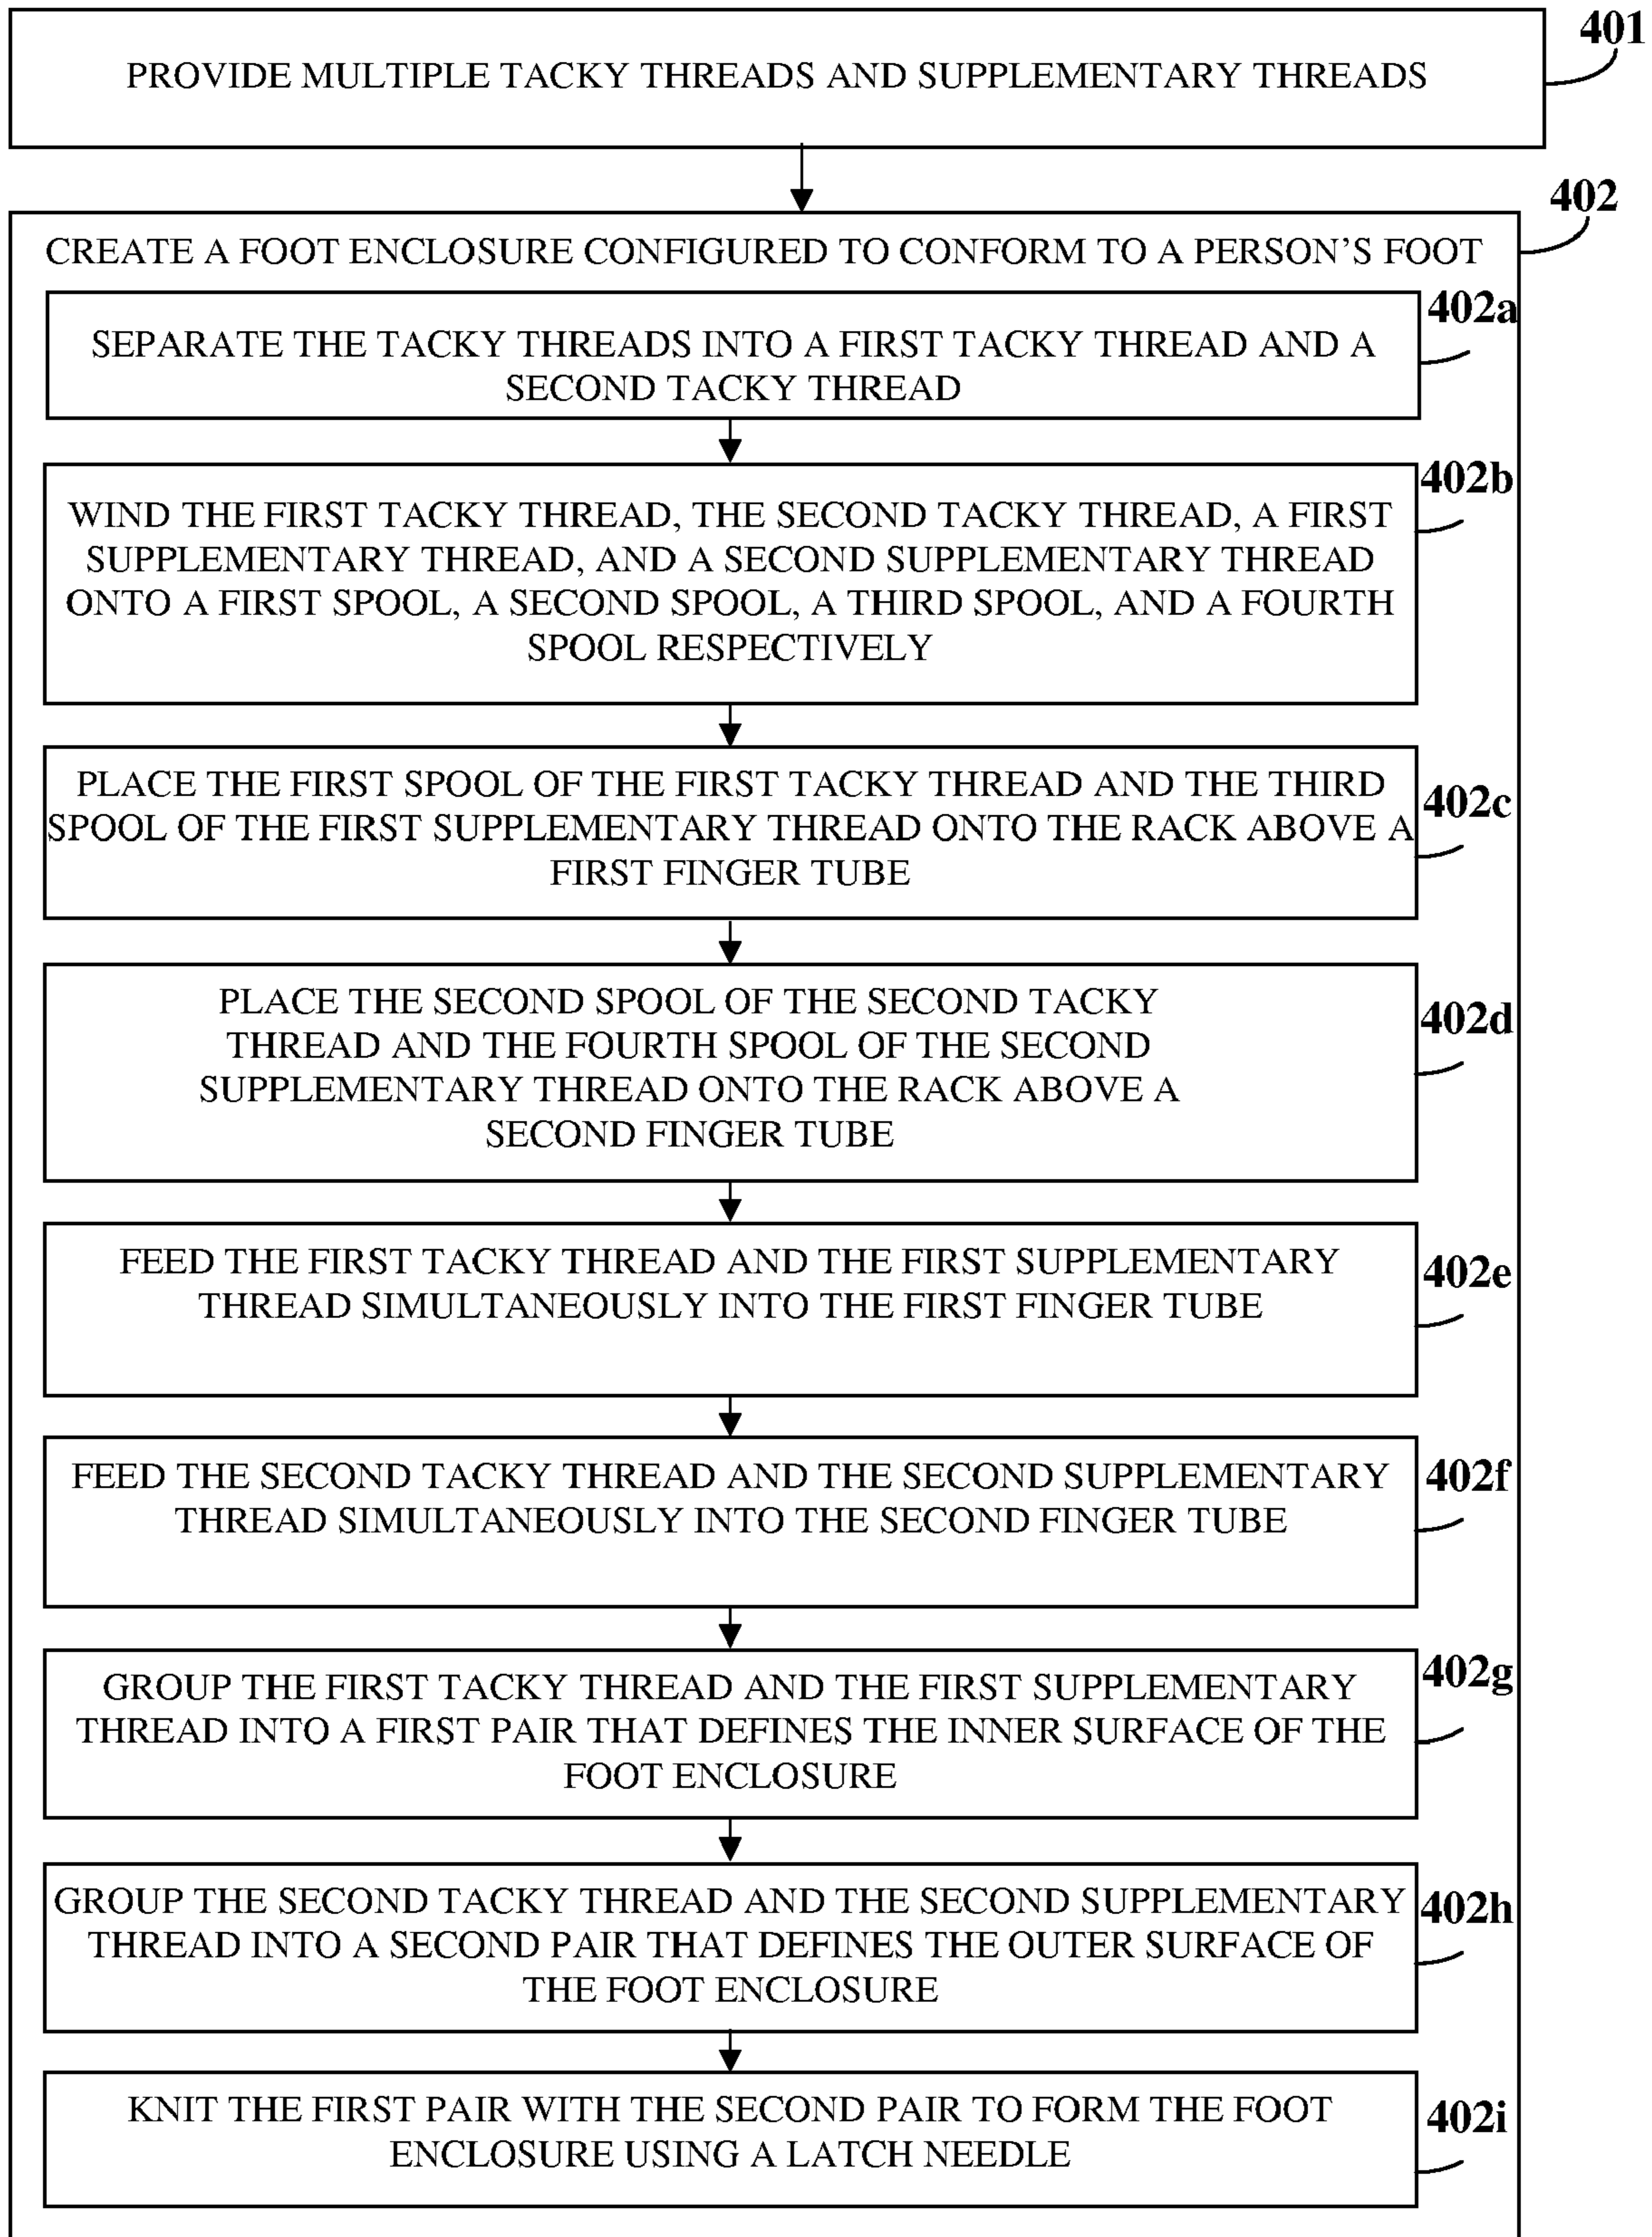 401
PROVIDE MULTIPLE TACKY THREADS AND SUPPLEMENTARY THREADS
402
CREATE A FOOT ENCLOSURE CONFIGURED TO CONFORM TO A PERSON'S FOOT
402a
SEPARATE THE TACKY THREADS INTO A FIRST TACKY THREAD AND A
SECOND TACKY THREAD
402b
WIND THE FIRST TACKY THREAD, THE SECOND TACKY THREAD, A FIRST
SUPPLEMENTARY THREAD, AND A SECOND SUPPLEMENTARY THREAD
ONTO A FIRST SPOOL, A SECOND SPOOL, A THIRD SPOOL, AND A FOURTH
SPOOL RESPECTIVELY
402c
PLACE THE FIRST SPOOL OF THE FIRST TACKY THREAD AND THE THIRD
SPOOL OF THE FIRST SUPPLEMENTARY THREAD ONTO THE RACK ABOVE A
FIRST FINGER TUBE
402d
PLACE THE SECOND SPOOL OF THE SECOND TACKY
THREAD AND THE FOURTH SPOOL OF THE SECOND
SUPPLEMENTARY THREAD ONTO THE RACK ABOVE A
SECOND FINGER TUBE
402e
FEED THE FIRST TACKY THREAD AND THE FIRST SUPPLEMENTARY
THREAD SIMULTANEOUSLY INTO THE FIRST FINGER TUBE
402f
FEED THE SECOND TACKY THREAD AND THE SECOND SUPPLEMENTARY
THREAD SIMULTANEOUSLY INTO THE SECOND FINGER TUBE
402g
GROUP THE FIRST TACKY THREAD AND THE FIRST SUPPLEMENTARY
THREAD INTO A FIRST PAIR THAT DEFINES THE INNER SURFACE OF THE
FOOT ENCLOSURE
402h
GROUP THE SECOND TACKY THREAD AND THE SECOND SUPPLEMENTARY
THREAD INTO A SECOND PAIR THAT DEFINES THE OUTER SURFACE OF
THE FOOT ENCLOSURE
402i
KNIT THE FIRST PAIR WITH THE SECOND PAIR TO FORM THE FOOT
ENCLOSURE USING A LATCH NEEDLE